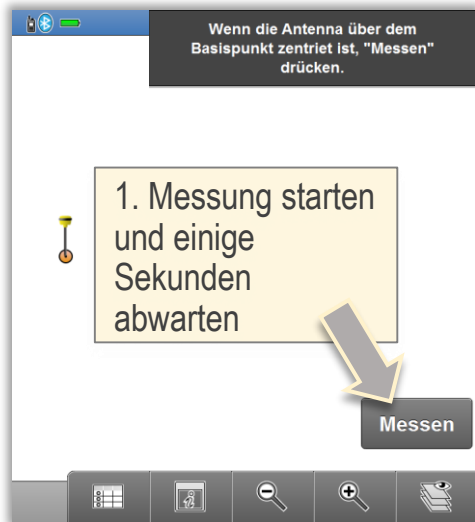 Wenn die Antenna über dem
Basispunkt zentriet ist, "Messen"
drücken.
1. Messung starten
und einige
Sekunden
abwarten
Messen